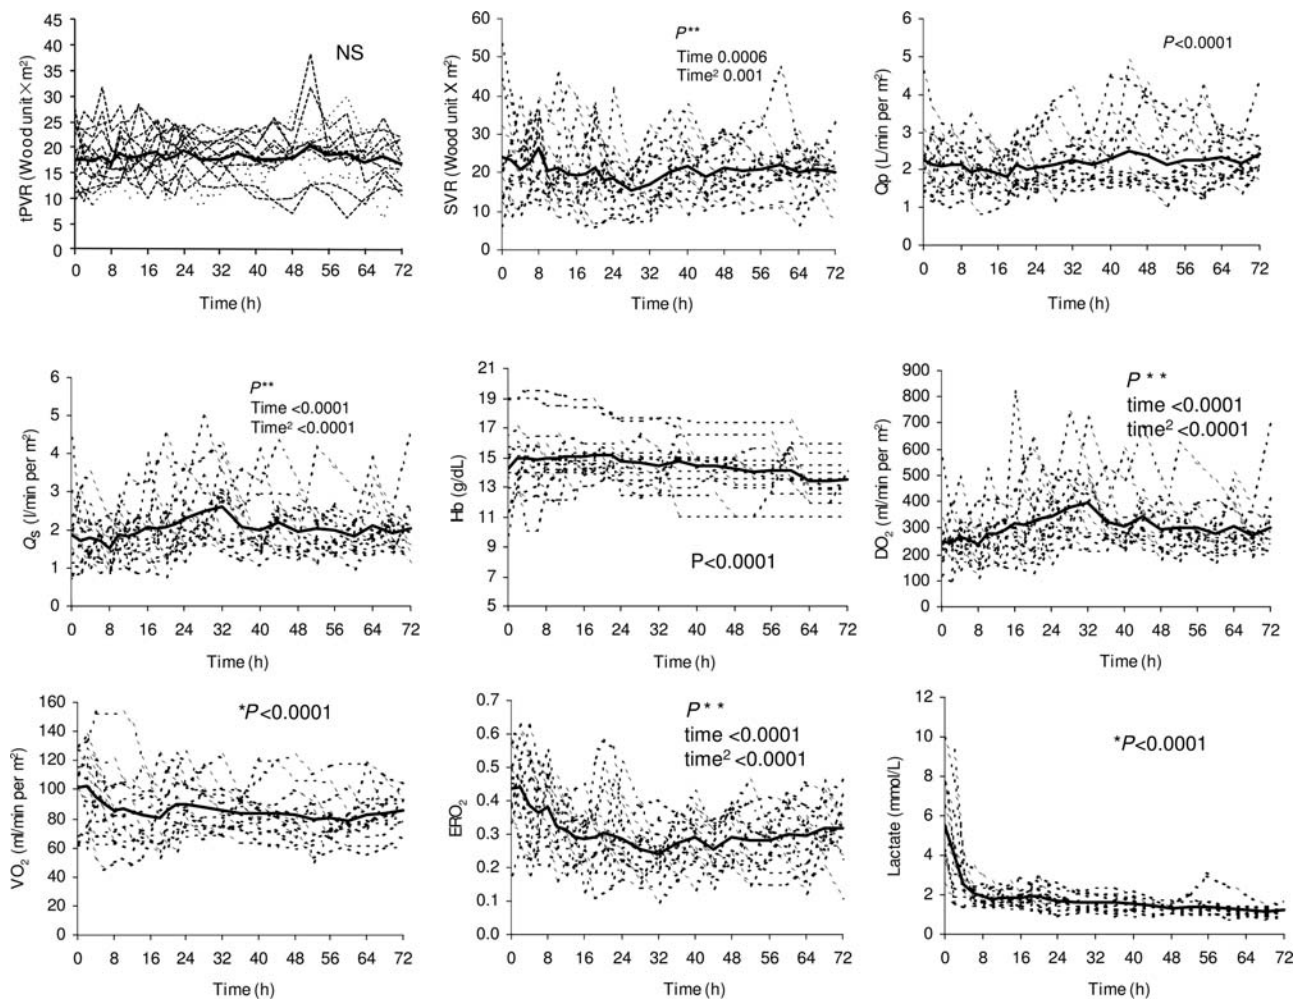 tPVR (Wood unit × m²)
45
40
35
30
25
20
15
10
5
0
NS
0 8 16 24 32 40 48 56 64 72
Time (h)
SVR (Wood unit X m²)
60
50
40
30
20
10
0
P**
Time 0.0006
Time² 0.001
0 8 16 24 32 40 48 56 64 72
Time (h)
Qp (L/min per m²)
6
5
4
3
2
1
0
P<0.0001
0 8 16 24 32 40 48 56 64 72
Time (h)
Qs (l/min per m²)
6
5
4
3
2
1
0
P**
Time <0.0001
Time² <0.0001
0 8 16 24 32 40 48 56 64 72
Time (h)
Hb (g/dL)
21
19
17
15
13
11
9
7
5
P<0.0001
0 8 16 24 32 40 48 56 64 72
Time (h)
DO₂ (ml/min per m²)
900
800
700
600
500
400
300
200
100
0
P**
time <0.0001
time² <0.0001
0 8 16 24 32 40 48 56 64 72
Time (h)
VO₂ (ml/min per m²)
160
140
120
100
80
60
40
20
0
*P<0.0001
0 8 16 24 32 40 48 56 64 72
Time (h)
ERO₂
0.7
0.6
0.5
0.4
0.3
0.2
0.1
0.0
P**
time <0.0001
time² <0.0001
0 8 16 24 32 40 48 56 64 72
Time (h)
Lactate (mmol/L)
12
10
8
6
4
2
0
*P<0.0001
0 8 16 24 32 40 48 56 64 72
Time (h)